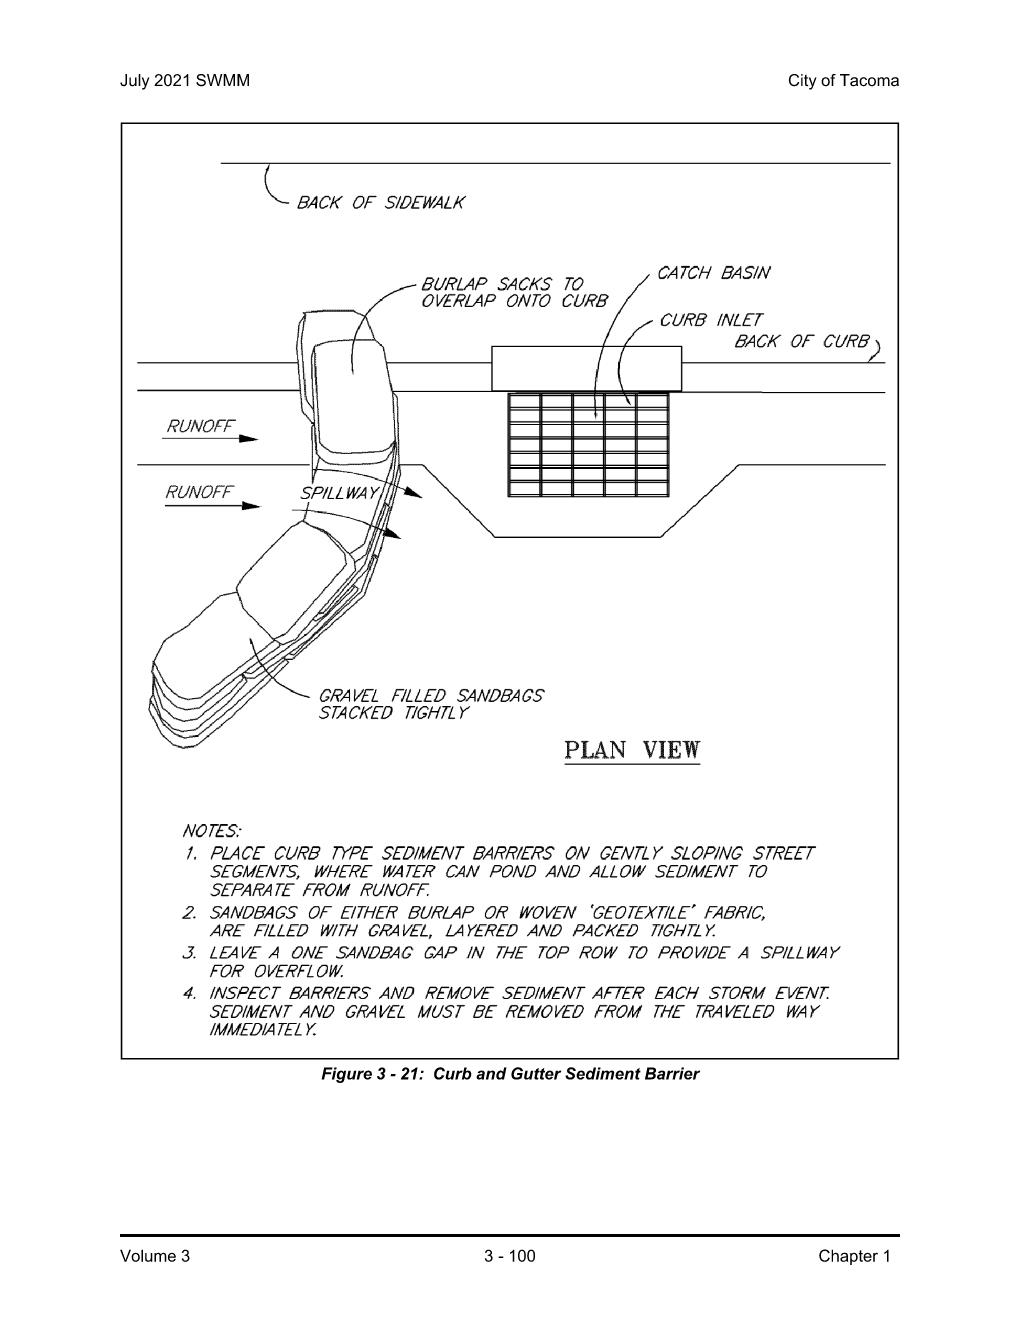 July 2021 SWMM
City of Tacoma
BACK OF SIDEWALK
CATCH BASIN
BURLAP SACKS TO
OVERLAP ONTO CURB
CURB INLET
BACK OF CURB
RUNOFF
RUNOFF
SPILLWAY
GRAVEL FILLED SANDBAGS
STACKED TIGHTLY
PLAN VIEW
NOTES:
1. PLACE CURB TYPE SEDIMENT BARRIERS ON GENTLY SLOPING STREET
SEGMENTS, WHERE WATER CAN POND AND ALLOW SEDIMENT TO
SEPARATE FROM RUNOFF.
2. SANDBAGS OF EITHER BURLAP OR WOVEN 'GEOTEXTILE' FABRIC,
ARE FILLED WITH GRAVEL, LAYERED AND PACKED TIGHTLY.
3. LEAVE A ONE SANDBAG GAP IN THE TOP ROW TO PROVIDE A SPILLWAY
FOR OVERFLOW.
4. INSPECT BARRIERS AND REMOVE SEDIMENT AFTER EACH STORM EVENT.
SEDIMENT AND GRAVEL MUST BE REMOVED FROM THE TRAVELED WAY
IMMEDIATELY.
Figure 3 - 21: Curb and Gutter Sediment Barrier
Volume 3
3 - 100
Chapter 1